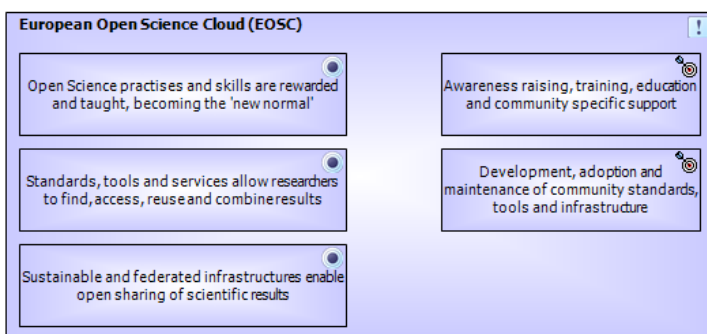 European Open Science Cloud (EOSC)
Open Science practises and skills are rewarded
and taught, becoming the 'new normal'
Awareness raising, training, education
and community specific support
Standards, tools and services allow researchers
to find, access, reuse and combine results
Development, adoption and
maintenance of community standards,
tools and infrastructure
Sustainable and federated infrastructures enable
open sharing of scientific results